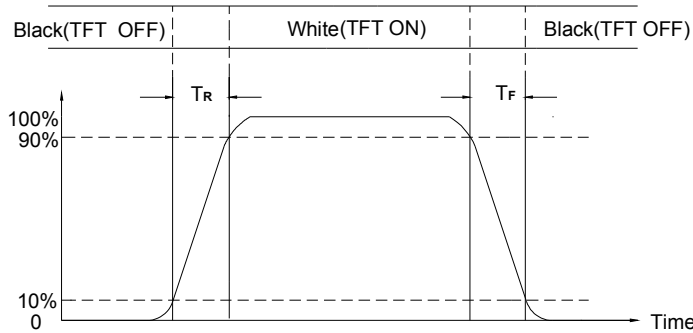 Black(TFT OFF) White(TFT ON) Black(TFT OFF)
TR TF
100%
90%
10%
0
Time